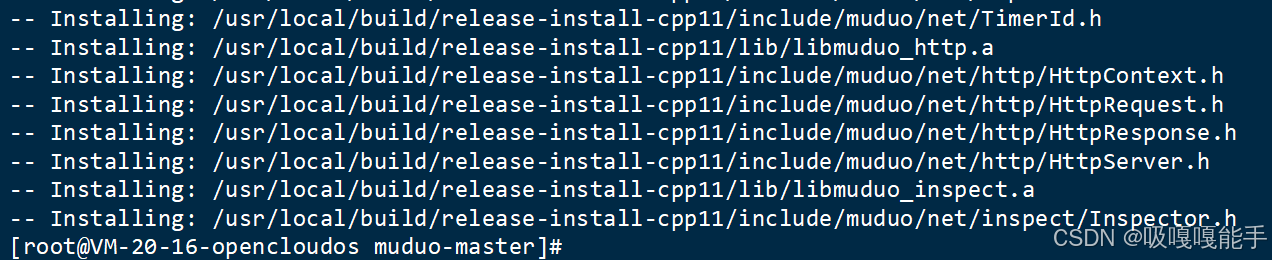 -- Installing: /usr/local/build/release-install-cpp11/include/muduo/net/TimerId.h
-- Installing: /usr/local/build/release-install-cpp11/lib/libmuduo_http.a
-- Installing: /usr/local/build/release-install-cpp11/include/muduo/net/http/HttpContext.h
-- Installing: /usr/local/build/release-install-cpp11/include/muduo/net/http/HttpRequest.h
-- Installing: /usr/local/build/release-install-cpp11/include/muduo/net/http/HttpResponse.h
-- Installing: /usr/local/build/release-install-cpp11/include/muduo/net/http/HttpServer.h
-- Installing: /usr/local/build/release-install-cpp11/lib/libmuduo_inspect.a
-- Installing: /usr/local/build/release-install-cpp11/include/muduo/net/inspect/Inspector.h
[root@VM-20-16-opencloudos muduo-master]#
CSDN @吸嘎嘎能手